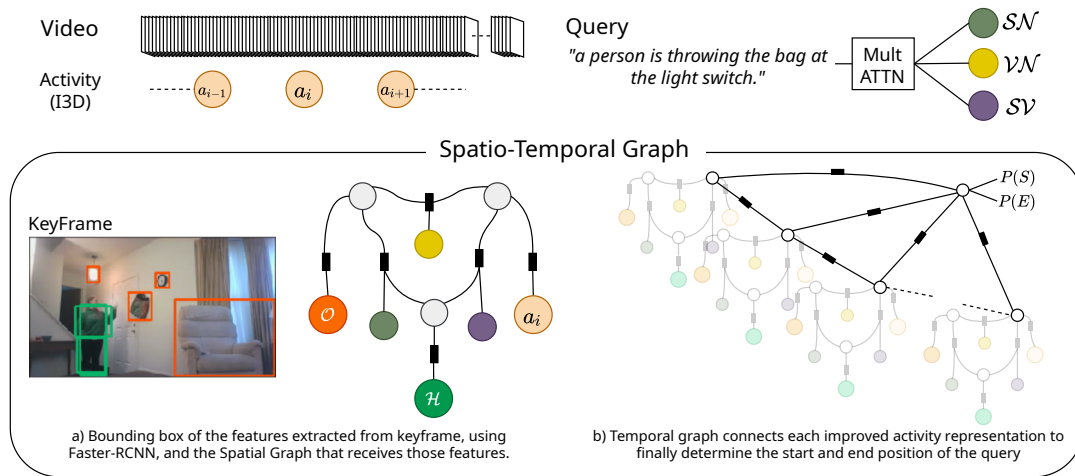 Video
Activity
(I3D)
a_{i-1}
a_i
a_{i+1}
Query
"a person is throwing the bag at
the light switch."
Mult
ATTN
SN
VN
SV
Spatio-Temporal Graph
KeyFrame
O
a_i
H
P(S)
P(E)
a) Bounding box of the features extracted from keyframe, using
Faster-RCNN, and the Spatial Graph that receives those features.
b) Temporal graph connects each improved activity representation to
finally determine the start and end position of the query